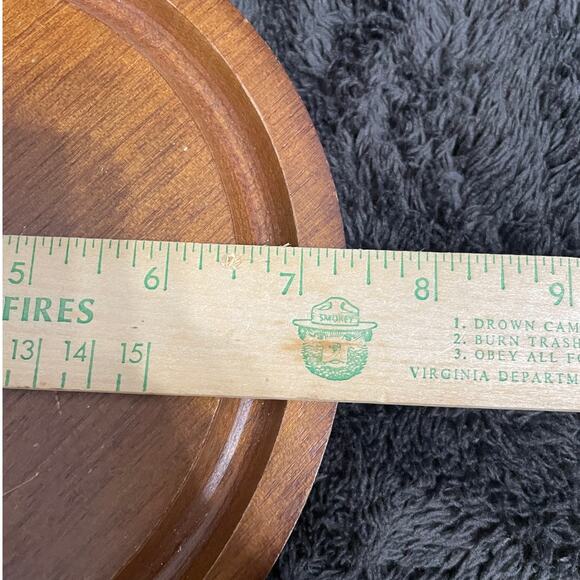 5 6 7 8 9
FIRES
SMOKEY
1. DROWN CAM
2. BURN TRASH
3. OBEY ALL F
VIRGINIA DEPARTM
13 14 15